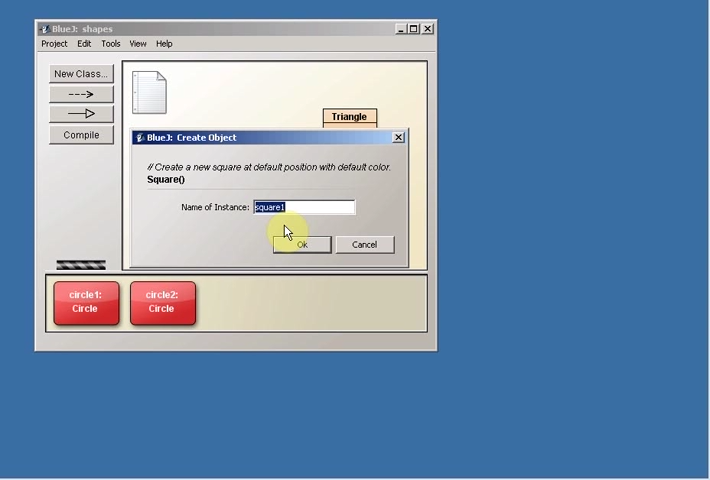 BlueJ: shapes
Project Edit Tools View Help
New Class...
Compile
Triangle
BlueJ: Create Object
// Create a new square at default position with default color.
Square()
Name of Instance: square1
Ok Cancel
circle1:
Circle
circle2:
Circle